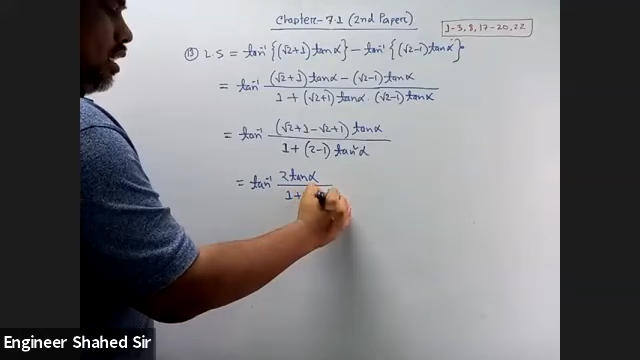 Chapter-7.1 (2nd Paper)
1-3, 8, 17-20, 22
(13) L.S = tan⁻¹ {(√2+1) tanα} − tan⁻¹ {(√2−1) tanα}
= tan⁻¹ (√2+1) tanα − (√2−1) tanα
1 + (√2+1) tanα . (√2−1) tanα
= tan⁻¹ (√2+1−√2+1) tanα
1 + (2−1) tan²α
= tan⁻¹ 2tanα
1+
Engineer Shahed Sir